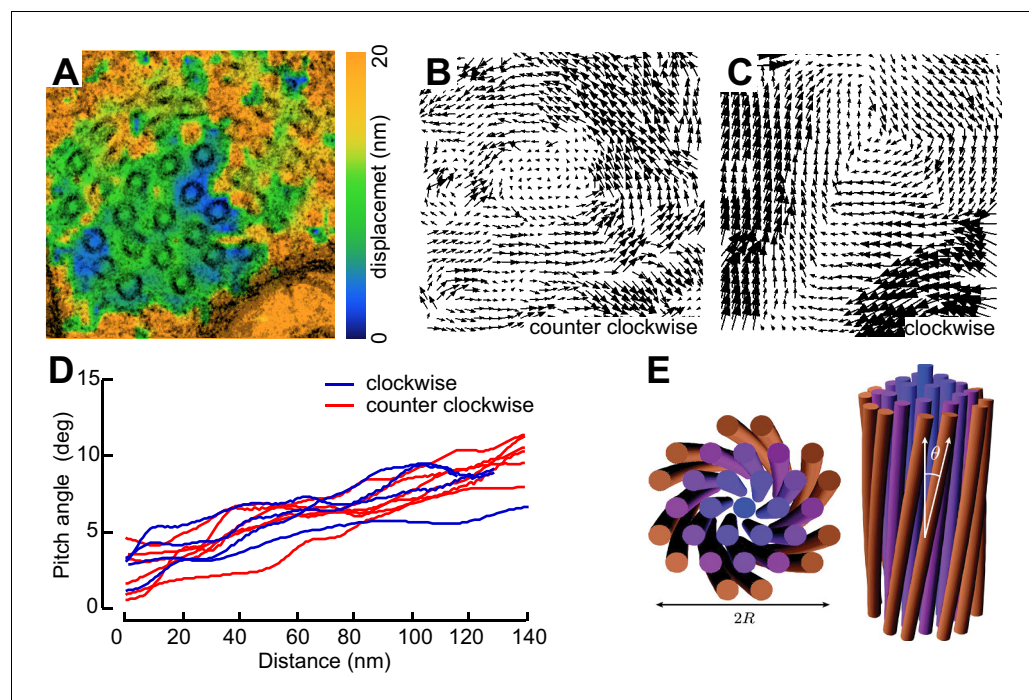 A
20
displacemet (nm)
0
B
counter clockwise
C
clockwise
D
15
10
5
0
Pitch angle (deg)
clockwise
counter clockwise
0 20 40 60 80 100 120 140
Distance (nm)
E
2R
θ